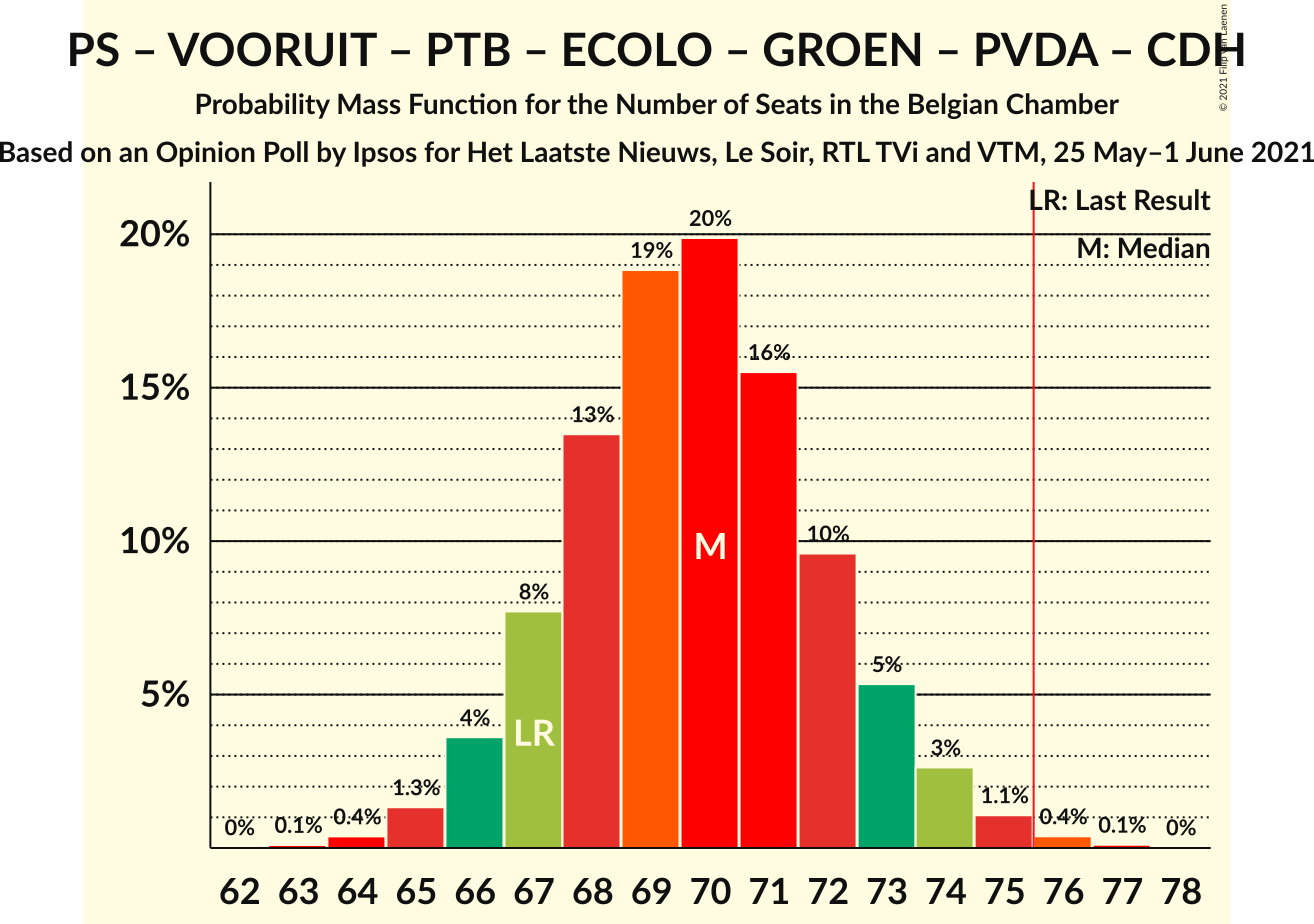 PS – VOORUIT – PTB – ECOLO – GROEN – PVDA – CDH
© 2021 Filip van Laenen
Probability Mass Function for the Number of Seats in the Belgian Chamber
Based on an Opinion Poll by Ipsos for Het Laatste Nieuws, Le Soir, RTL TVi and VTM, 25 May–1 June 2021
LR: Last Result
M: Median
20%
15%
10%
5%
0% 0.1% 0.4% 1.3% 4% 8% 13% 19% 20% 16% 10% 5% 3% 1.1% 0.4% 0.1% 0%
LR M
62 63 64 65 66 67 68 69 70 71 72 73 74 75 76 77 78